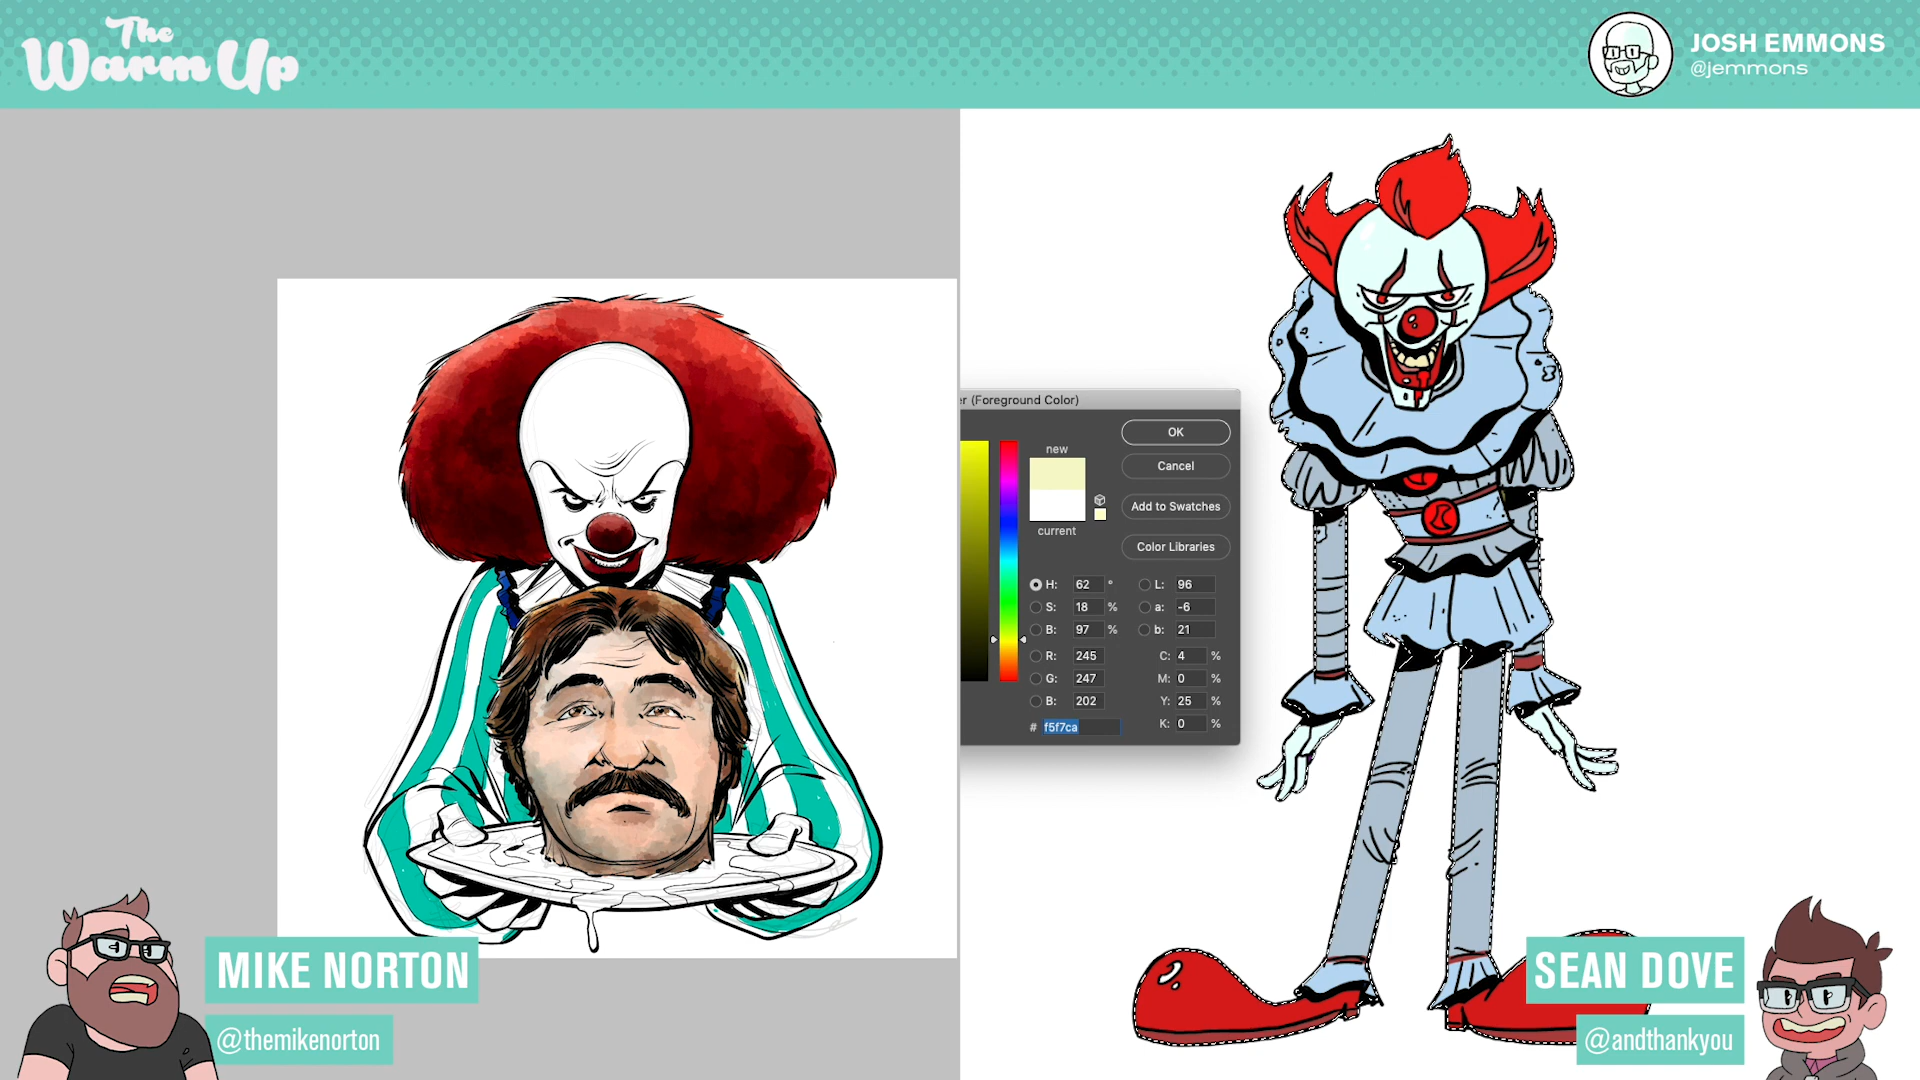 The
Warm Up
JOSH EMMONS
@jemmons
er (Foreground Color)
OK
new
Cancel
Add to Swatches
current
Color Libraries
H: 62 °
L: 96
S: 18 %
a: -6
B: 97 %
b: 21
R: 245
C: 4 %
G: 247
M: 0 %
B: 202
Y: 25 %
# f5f7ca
K: 0 %
MIKE NORTON
@themikenorton
SEAN DOVE
@andthankyou